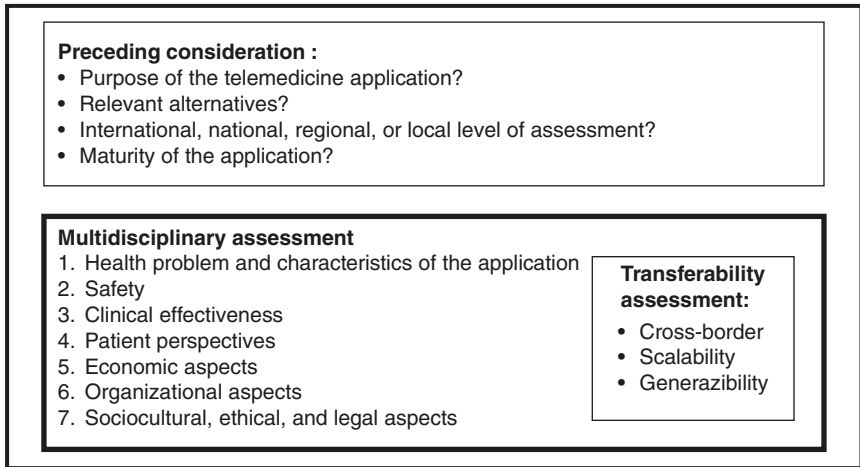 Preceding consideration :
• Purpose of the telemedicine application?
• Relevant alternatives?
• International, national, regional, or local level of assessment?
• Maturity of the application?
Multidisciplinary assessment
1. Health problem and characteristics of the application
2. Safety
3. Clinical effectiveness
4. Patient perspectives
5. Economic aspects
6. Organizational aspects
7. Sociocultural, ethical, and legal aspects
Transferability
assessment:
• Cross-border
• Scalability
• Generazibility